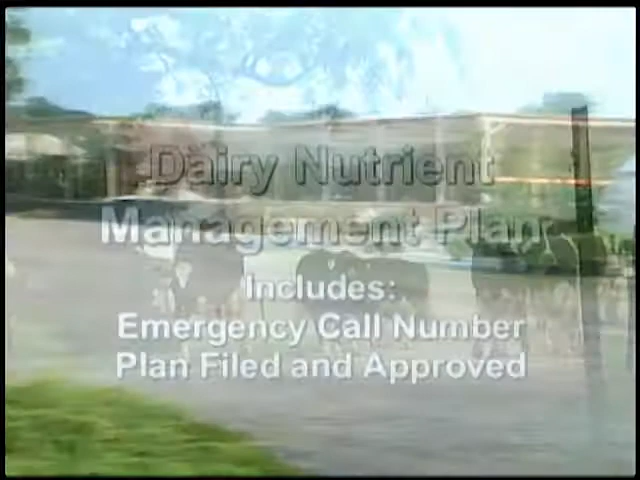 Dairy Nutrient
Management Plan
Includes:
Emergency Call Number
Plan Filed and Approved